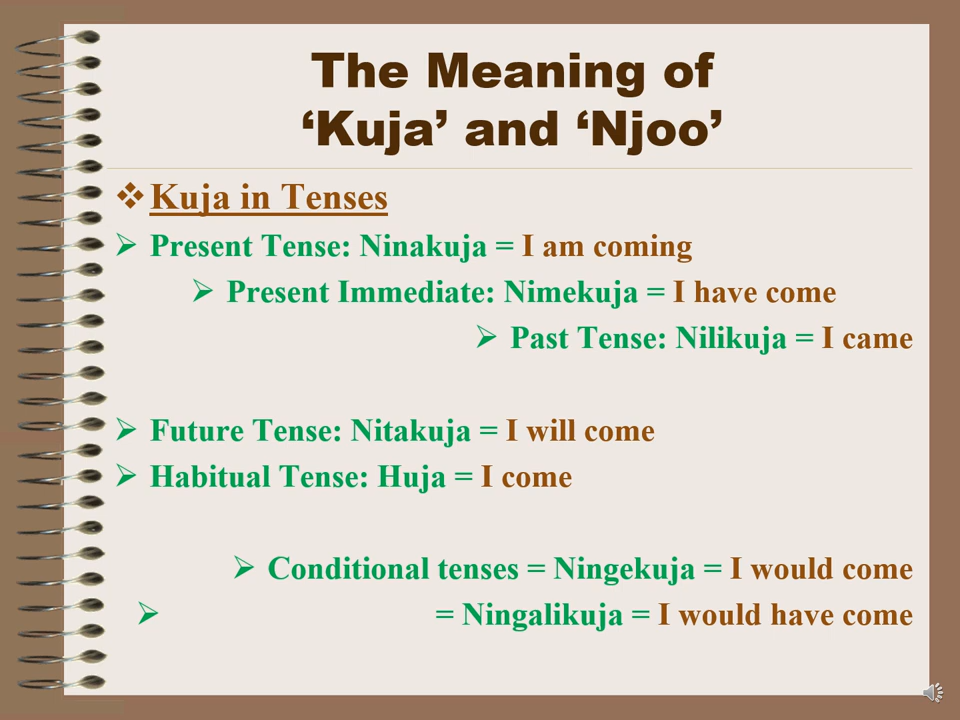 The Meaning of
‘Kuja’ and ‘Njoo’
Kuja in Tenses
Present Tense: Ninakuja = I am coming
Present Immediate: Nimekuja = I have come
Past Tense: Nilikuja = I came
Future Tense: Nitakuja = I will come
Habitual Tense: Huja = I come
Conditional tenses = Ningekuja = I would come
= Ningalikuja = I would have come